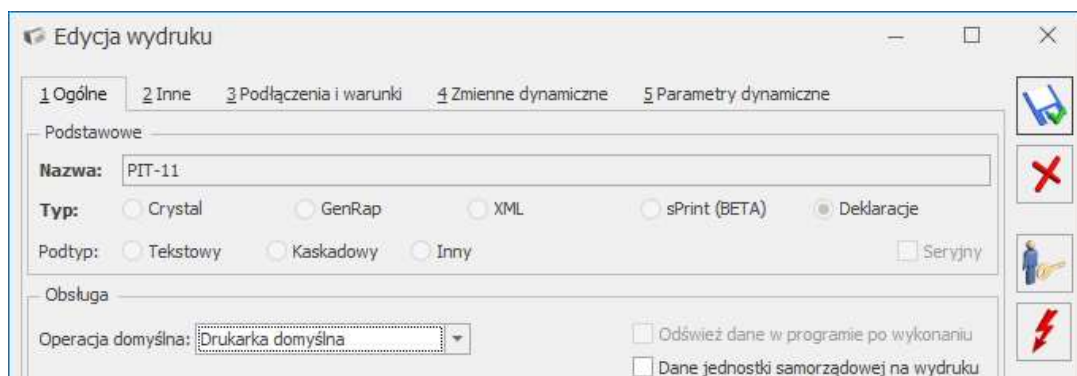 Edycja wydruku
1 Ogólne 2 Inne 3 Podłączenia i warunki 4 Zmienne dynamiczne 5 Parametry dynamiczne
Podstawowe
Nazwa: PIT-11
Typ: Crystal GenRap XML sPrint (BETA) Deklaracje
Podtyp: Tekstowy Kaskadowy Inny Seryjny
Obsługa
Operacja domyślna: Drukarka domyślna Odśwież dane w programie po wykonaniu
Dane jednostki samorządowej na wydruku